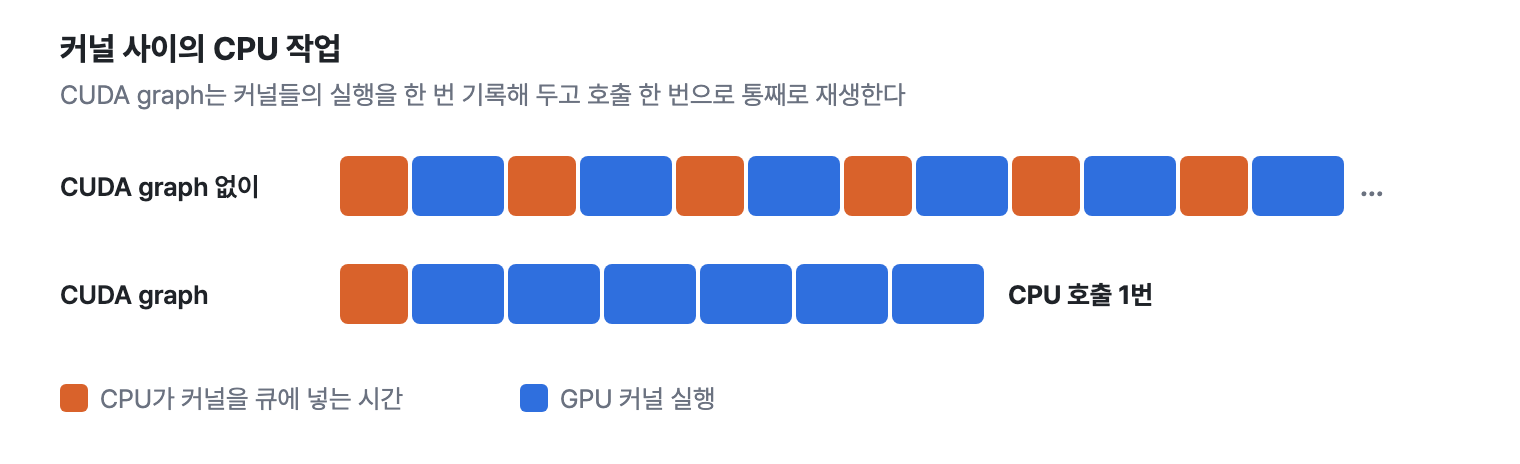 커널 사이의 CPU 작업
CUDA graph는 커널들의 실행을 한 번 기록해 두고 호출 한 번으로 통째로 재생한다
CUDA graph 없이
...
CUDA graph
CPU 호출 1번
CPU가 커널을 큐에 넣는 시간
GPU 커널 실행